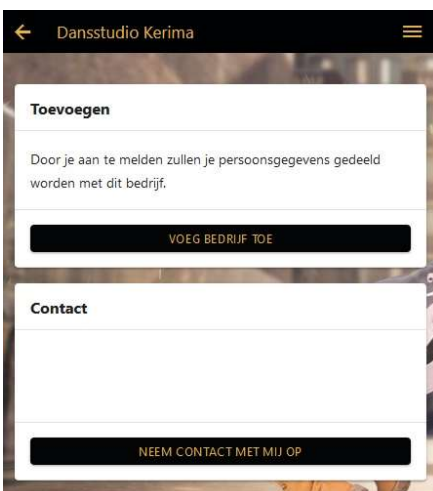 Dansstudio Kerima
Toevoegen
Door je aan te melden zullen je persoonsgegevens gedeeld
worden met dit bedrijf.
VOEG BEDRIJF TOE
Contact
NEEM CONTACT MET MIJ OP